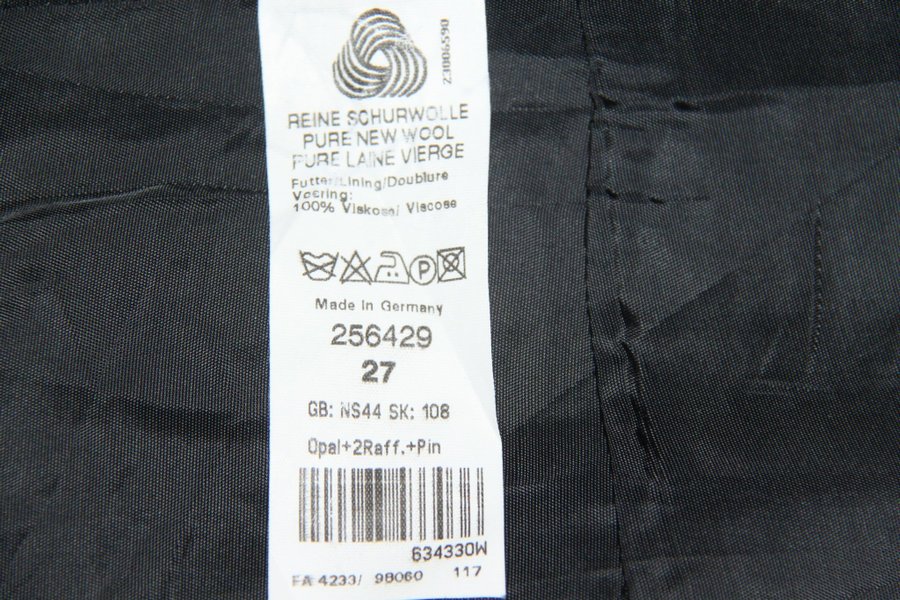 23006590
REINE SCHURWOLLE
PURE NEW WOOL
PURE LAINE VIERGE
Futter/Lining/Doublure
Voering:
100% Viskose/ Viscose
P
Made In Germany
256429
27
GB: NS44 SK: 108
Opal+2Raff.+Pin
634330W
FA 4233/ 98060 117